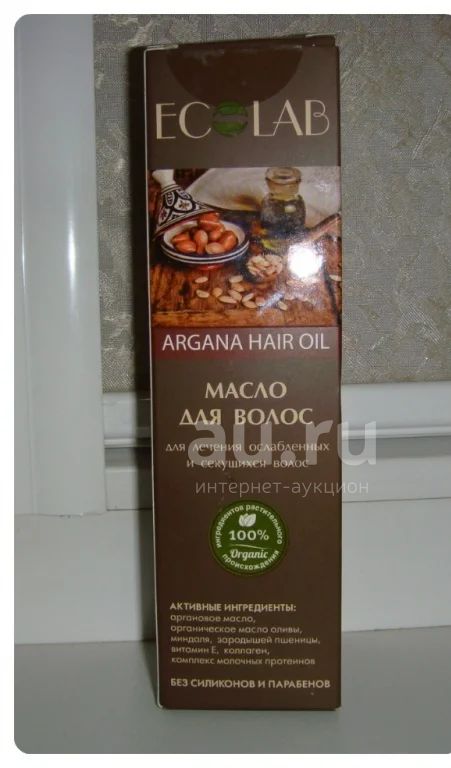 ECOLAB
ARGANA HAIR OIL
МАСЛО
ДЛЯ ВОЛОС
для лечения ослабленных
и секущихся волос
au.ru
интернет-аукцион
ингредиентов растительного
100%
Organic
происхождения
АКТИВНЫЕ ИНГРЕДИЕНТЫ:
аргановое масло,
органическое масло оливы,
миндаля, зародышей пшеницы,
витамин Е, коллаген,
комплекс молочных протеинов
БЕЗ СИЛИКОНОВ И ПАРАБЕНОВ